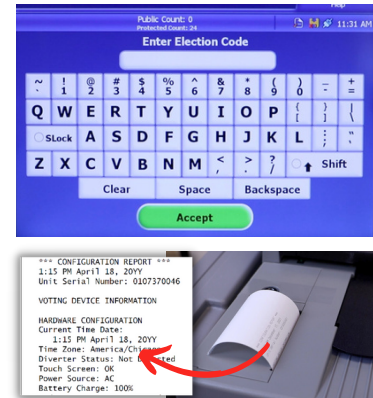 Help
Public Count: 0
Protected Count: 24
11:31 AM
Enter Election Code
~ ! @ # $ % ^ & * ( ) _ +
` 1 2 3 4 5 6 7 8 9 0 - =
Q W E R T Y U I O P { } |
[ ] \
SLock A S D F G H J K L : "
; '
Z X C V B N M < > ? Shift
, . /
Clear Space Backspace
Accept
*** CONFIGURATION REPORT ***
1:15 PM April 18, 20YY
Unit Serial Number: 0107370046
VOTING DEVICE INFORMATION
HARDWARE CONFIGURATION
Current Time Date:
1:15 PM April 18, 20YY
Time Zone: America/Chicago
Diverter Status: Not
Touch Screen: OK
Power Source: AC
Battery Charge: 100%